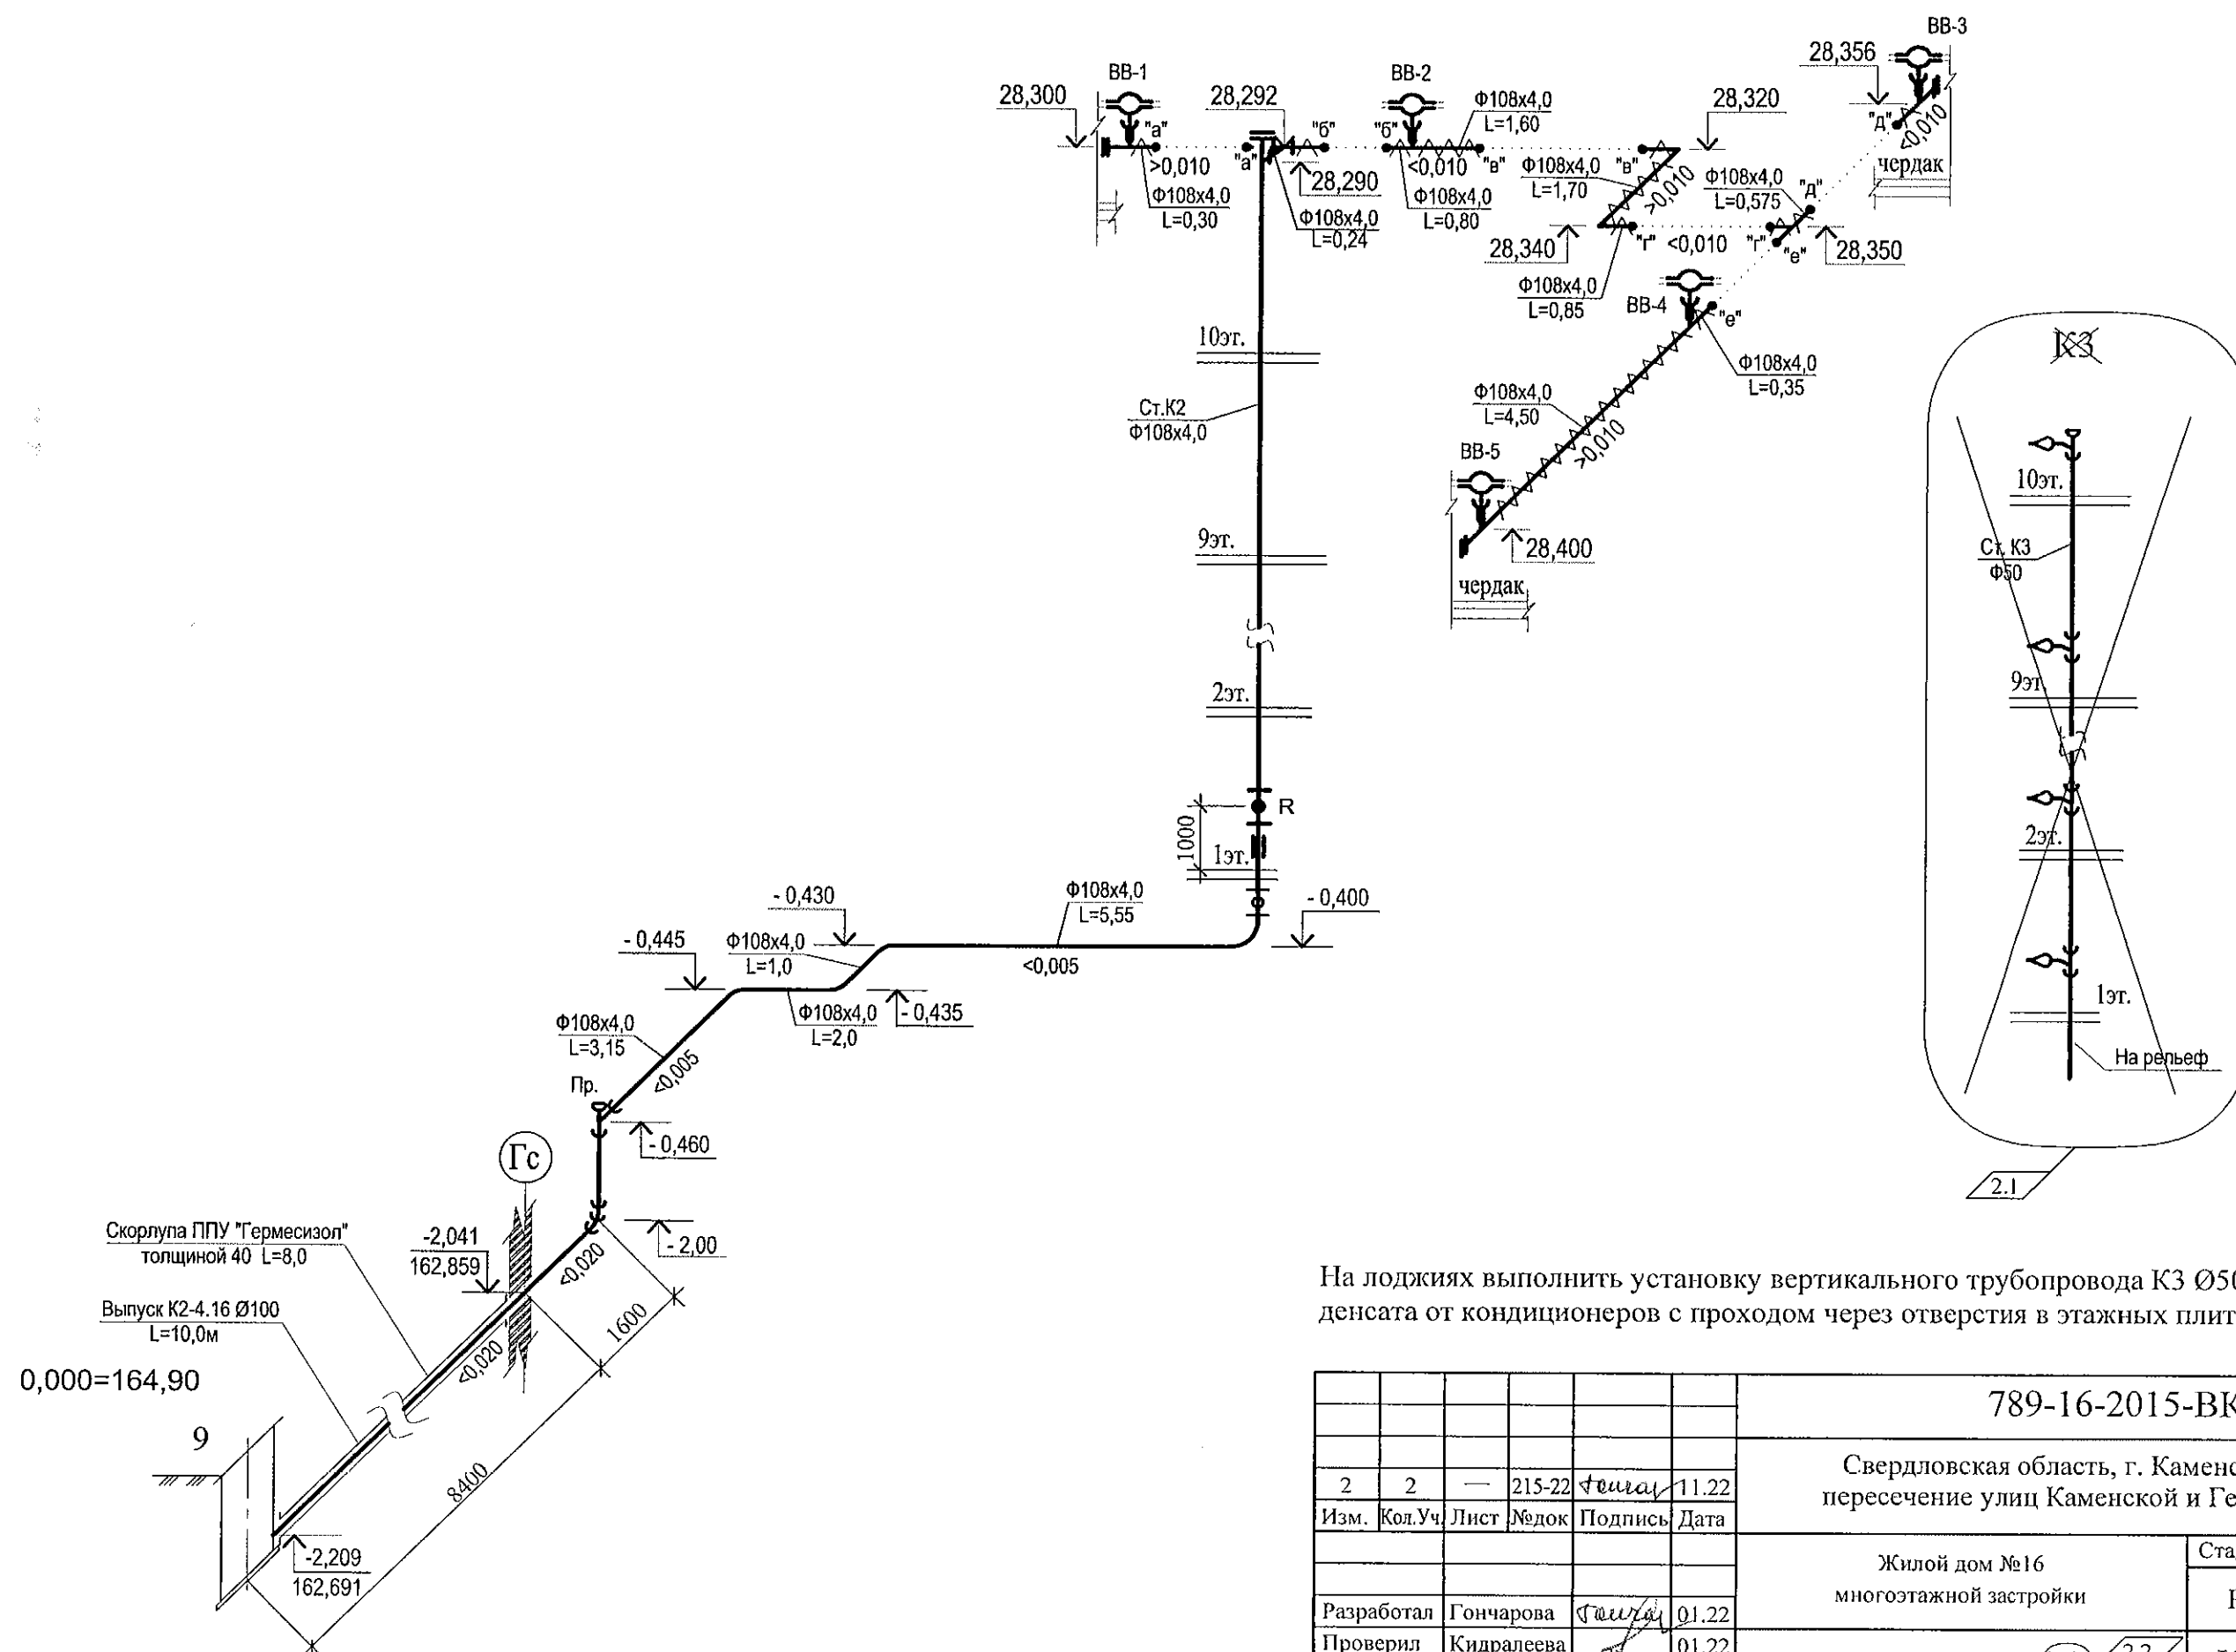 ВВ-3
28,356
ВВ-1
ВВ-2
28,300
28,292
Ф108х4,0
L=1,60
28,320
"а"
"б"
"б"
"д"
<0,010
чердак
"а"
>0,010
28,290
<0,010
"в"
Ф108х4,0
L=1,70
"в"
>0,010
Ф108х4,0
L=0,575
"д"
Ф108х4,0
L=0,30
Ф108х4,0
L=0,24
Ф108х4,0
L=0,80
28,340
"г"
<0,010
"г"
"е"
28,350
Ф108х4,0
L=0,85
ВВ-4
"е"
10эт.
Ф108х4,0
L=0,35
К3
Ст.К2
Ф108х4,0
Ф108х4,0
L=4,50
>0,010
ВВ-5
10эт.
9эт.
28,400
Ст. К3
Ф50
чердак
2эт.
9эт.
R
1000
1эт.
2эт.
- 0,430
Ф108х4,0
L=5,55
- 0,400
- 0,445
Ф108х4,0
L=1,0
<0,005
Ф108х4,0
L=2,0
- 0,435
1эт.
Ф108х4,0
L=3,15
<0,005
На рельеф
Пр.
- 0,460
Гс
2.1
Скорлупа ППУ "Гермесизол"
толщиной 40 L=8,0
-2,041
162,859
<0,020
- 2,00
Выпуск К2-4.16 Ø100
L=10,0м
1600
<0,020
На лоджиях выполнить установку вертикального трубопровода К3 Ø50
денсата от кондиционеров с проходом через отверстия в этажных плит
0,000=164,90
9
8400
-2,209
162,691
789-16-2015-ВК
Свердловская область, г. Каменс
пересечение улиц Каменской и Ге
2 2 — 215-22 11.22
Изм. Кол.Уч Лист №док Подпись Дата
Жилой дом №16
многоэтажной застройки
Ста
Разработал Гончарова 01.22
Проверил Кидралеева 01.22